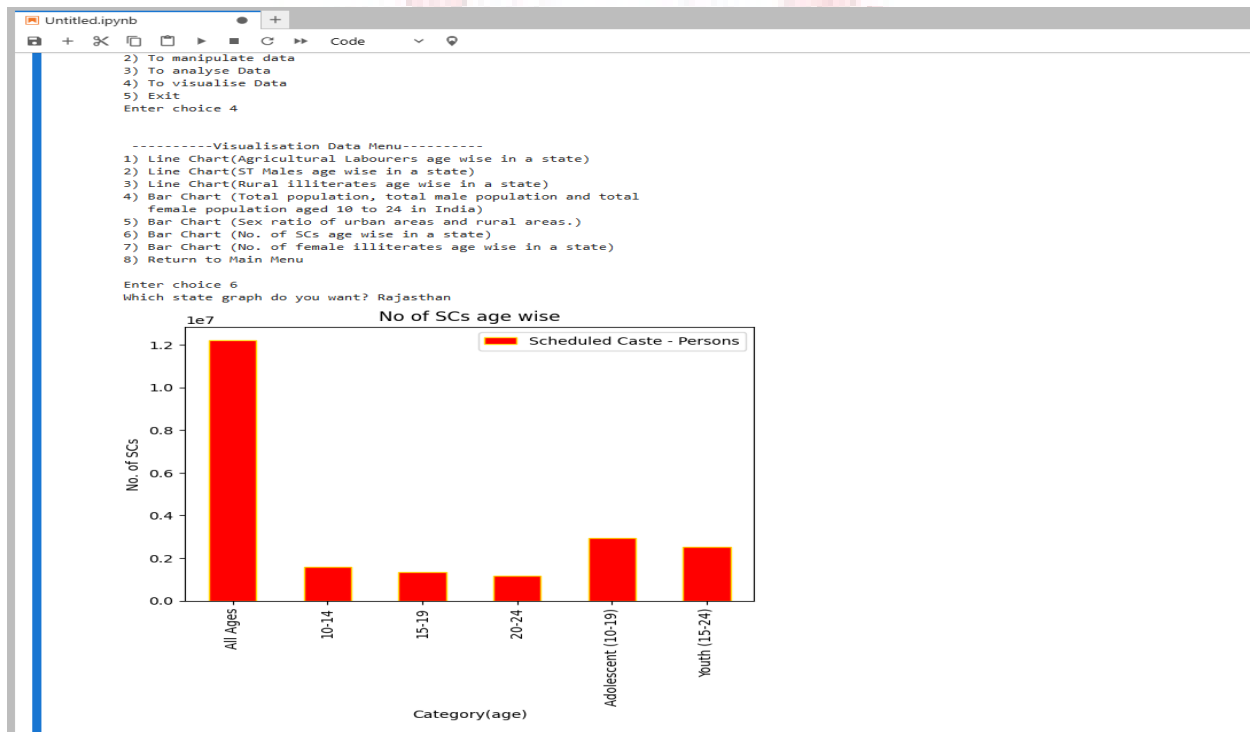 Untitled.ipynb
Code
2) To manipulate data
3) To analyse Data
4) To visualise Data
5) Exit
Enter choice 4
----------Visualisation Data Menu----------
1) Line Chart(Agricultural Labourers age wise in a state)
2) Line Chart(ST Males age wise in a state)
3) Line Chart(Rural illiterates age wise in a state)
4) Bar Chart (Total population, total male population and total
female population aged 10 to 24 in India)
5) Bar Chart (Sex ratio of urban areas and rural areas.)
6) Bar Chart (No. of SCs age wise in a state)
7) Bar Chart (No. of female illiterates age wise in a state)
8) Return to Main Menu
Enter choice 6
Which state graph do you want? Rajasthan
No of SCs age wise
1e7
Scheduled Caste - Persons
1.2
1.0
0.8
0.6
0.4
0.2
0.0
No. of SCs
All Ages
10-14
15-19
20-24
Adolescent (10-19)
Youth (15-24)
Category(age)